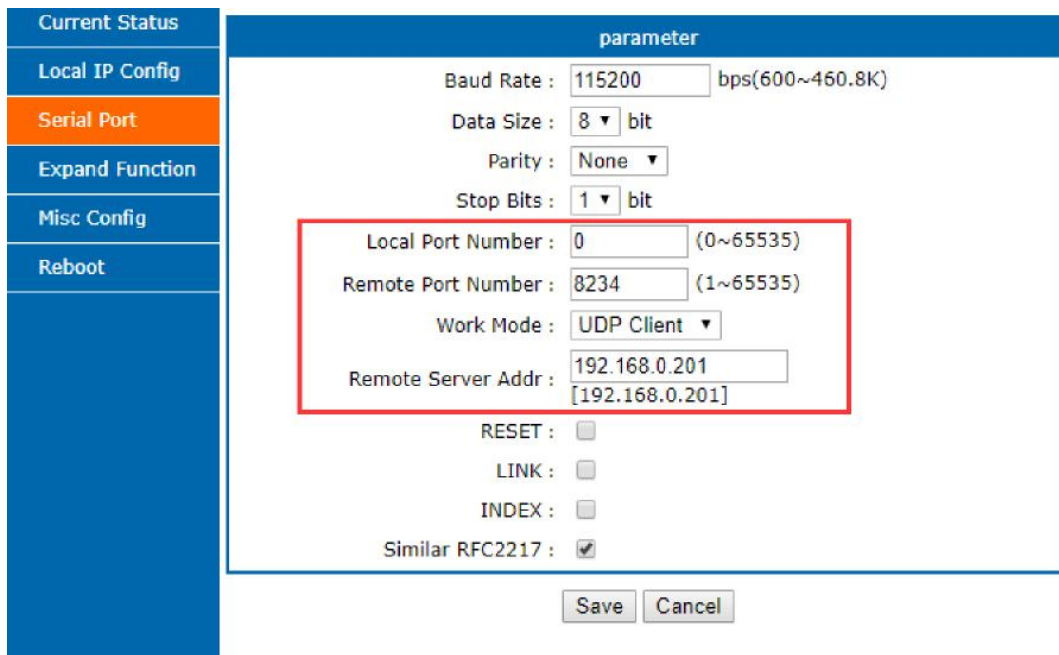 Current Status
Local IP Config
Serial Port
Expand Function
Misc Config
Reboot
parameter
Baud Rate : 115200 bps(600~460.8K)
Data Size : 8 bit
Parity : None
Stop Bits : 1 bit
Local Port Number : 0 (0~65535)
Remote Port Number : 8234 (1~65535)
Work Mode : UDP Client
Remote Server Addr : 192.168.0.201
[192.168.0.201]
RESET :
LINK :
INDEX :
Similar RFC2217 :
Save Cancel